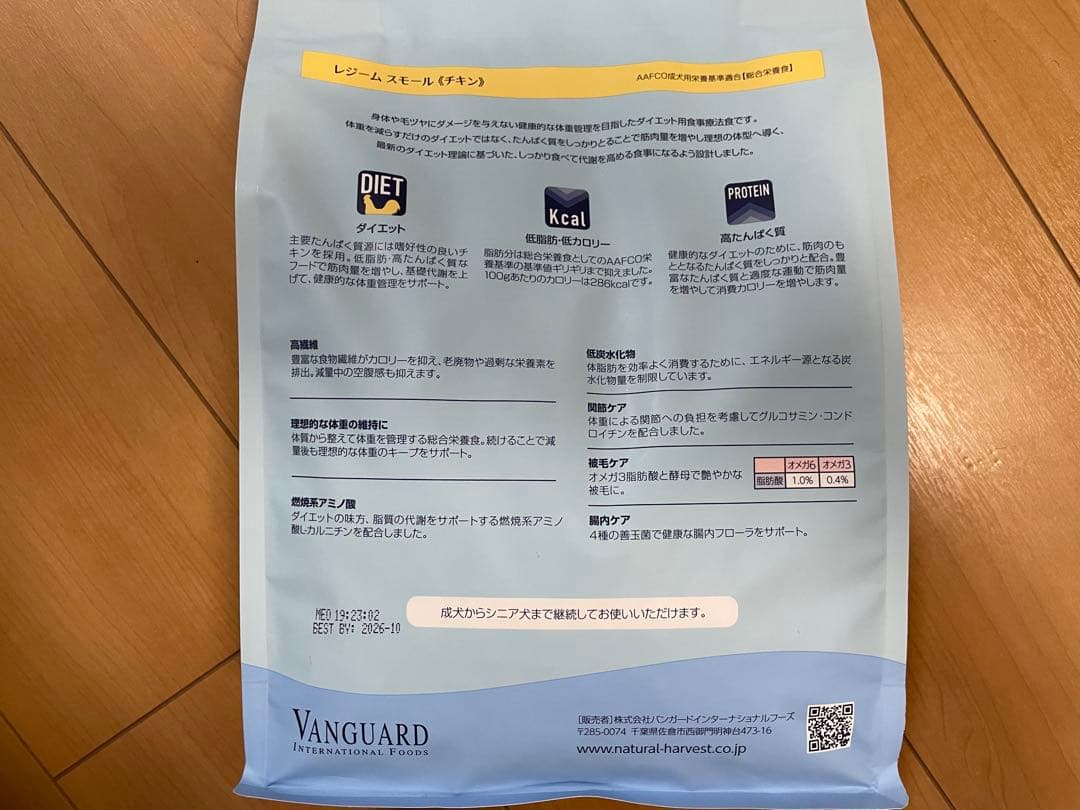 レジーム スモール《チキン》
AAFCO成犬用栄養基準適合【総合栄養食】
身体や毛ツヤにダメージを与えない健康的な体重管理を目指したダイエット用食事療法食です。
体重を減らすだけのダイエットではなく、たんぱく質をしっかりとることで筋肉量を増やし理想の体型へ導く、
最新のダイエット理論に基づいた、しっかり食べて代謝を高める食事になるよう設計しました。
DIET
ダイエット
主要たんぱく質源には嗜好性の良いチ
キンを採用。低脂肪・高たんぱく質な
フードで筋肉量を増やし、基礎代謝を上
げて、健康的な体重管理をサポート。
Kcal
低脂肪・低カロリー
脂肪分は総合栄養食としてのAAFCO栄
養基準の基準値ギリギリまで抑えました。
100gあたりのカロリーは286kcalです。
PROTEIN
高たんぱく質
健康的なダイエットのために、筋肉のも
ととなるたんぱく質をしっかりと配合。豊
富なたんぱく質と適度な運動で筋肉量
を増やして消費カロリーを増やします。
高繊維
豊富な食物繊維がカロリーを抑え、老廃物や過剰な栄養素を
排出。減量中の空腹感も抑えます。
理想的な体重の維持に
体質から整えて体重を管理する総合栄養食。続けることで減
量後も理想的な体重のキープをサポート。
燃焼系アミノ酸
ダイエットの味方、脂質の代謝をサポートする燃焼系アミノ
酸L-カルニチンを配合しました。
低炭水化物
体脂肪を効率よく消費するために、エネルギー源となる炭
水化物量を制限しています。
関節ケア
体重による関節への負担を考慮してグルコサミン・コンド
ロイチンを配合しました。
被毛ケア
オメガ3脂肪酸と酵母で艶やかな
被毛に。
オメガ6 オメガ3
脂肪酸 1.0% 0.4%
腸内ケア
4種の善玉菌で健康な腸内フローラをサポート。
MEO 19:23:02
BEST BY: 2026-10
成犬からシニア犬まで継続してお使いいただけます。
VANGUARD
INTERNATIONAL FOODS
[販売者]株式会社バンガードインターナショナルフーズ
〒285-0074 千葉県佐倉市西御門明神台473-16
www.natural-harvest.co.jp